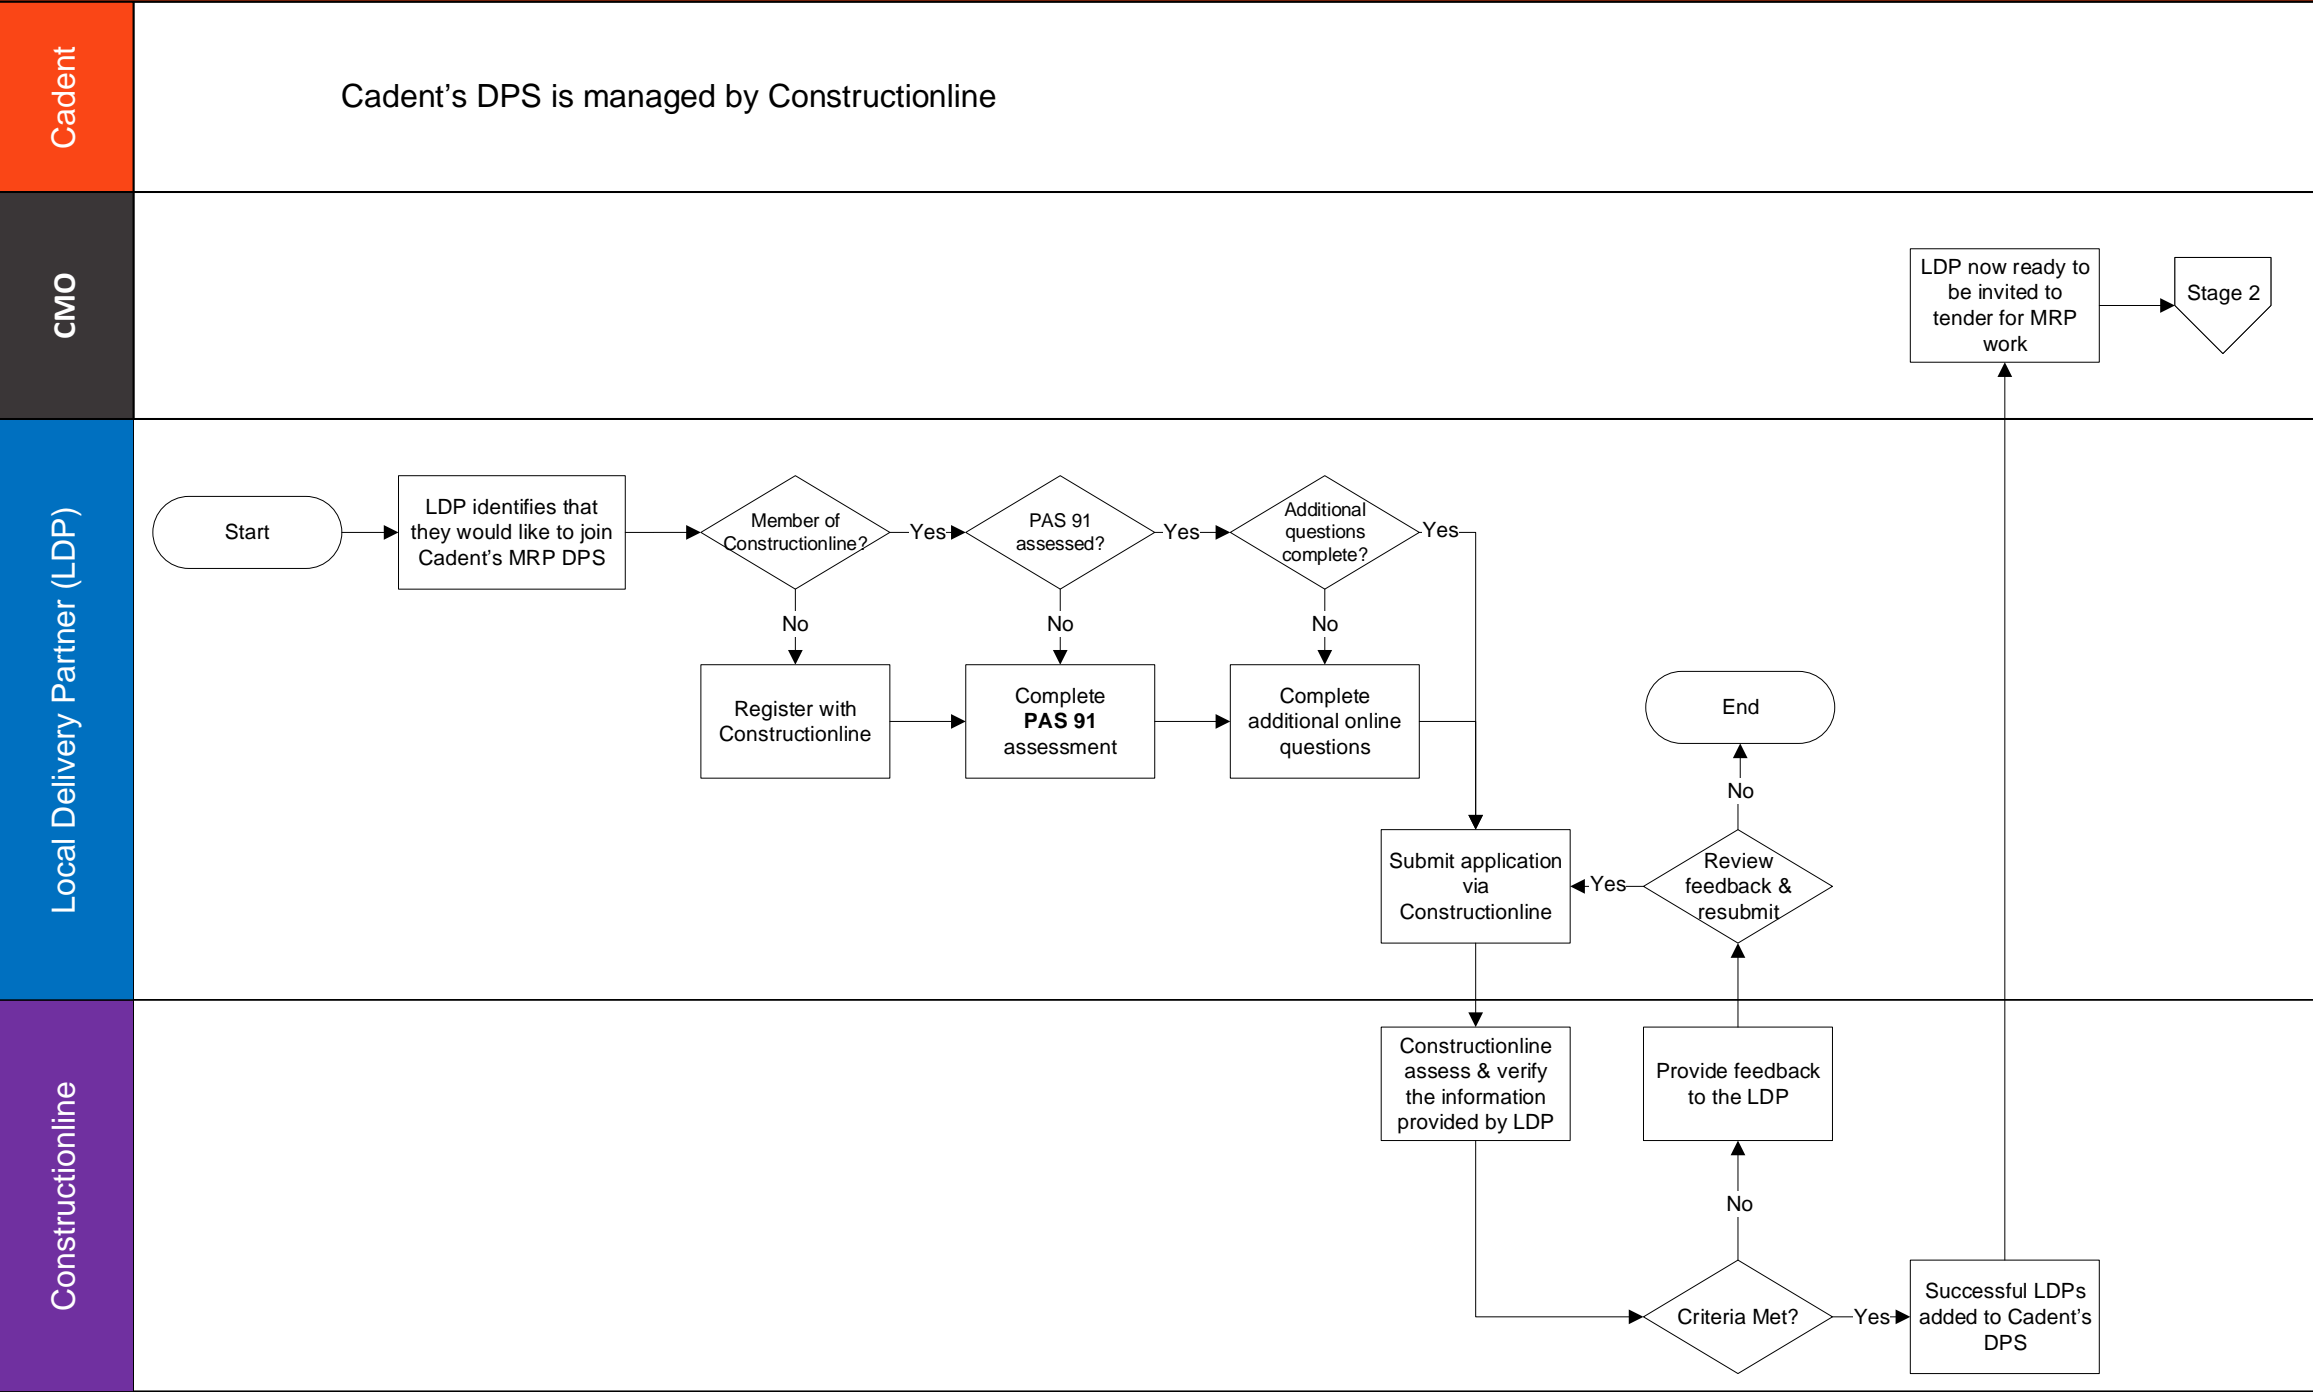 Cadent
Cadent's DPS is managed by Constructionline
CMO
LDP now ready to
be invited to
tender for MRP
work
Stage 2
Local Delivery Partner (LDP)
Start
LDP identifies that
they would like to join
Cadent's MRP DPS
Member of
Constructionline?
Yes
PAS 91
assessed?
Yes
Additional
questions
complete?
Yes
No
No
No
Register with
Constructionline
Complete
PAS 91
assessment
Complete
additional online
questions
End
No
Submit application
via
Constructionline
Yes
Review
feedback &
resubmit
Constructionline
Constructionline
assess & verify
the information
provided by LDP
Provide feedback
to the LDP
No
Criteria Met?
Yes
Successful LDPs
added to Cadent's
DPS